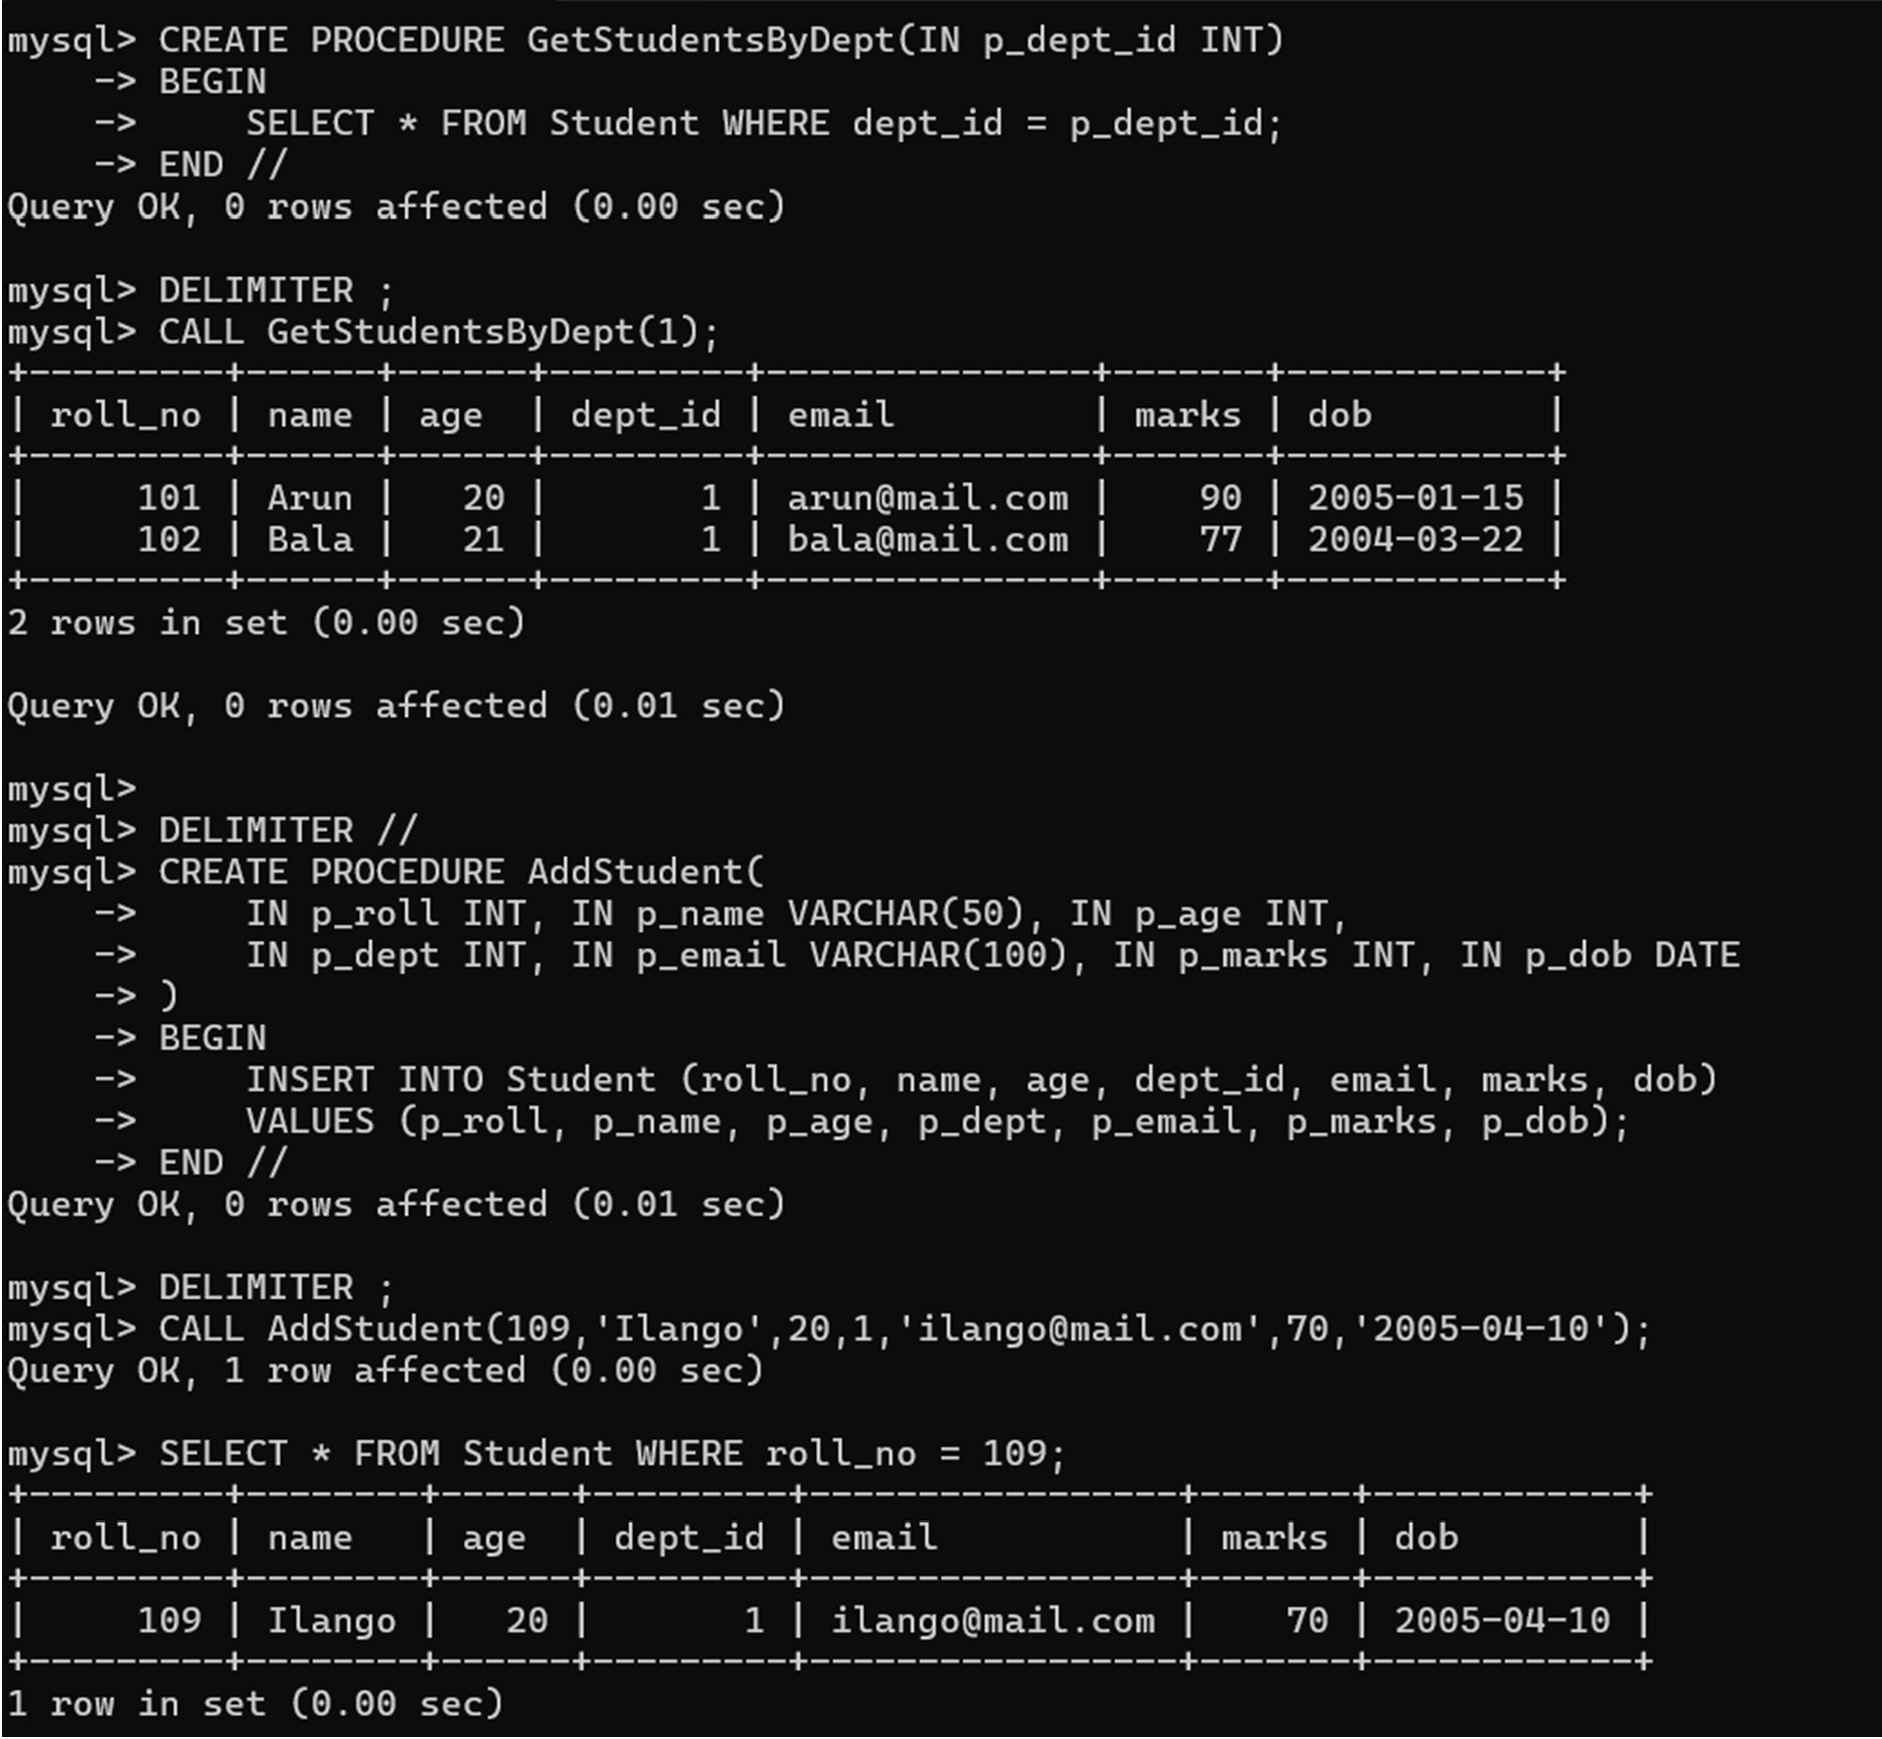 mysql> CREATE PROCEDURE GetStudentsByDept(IN p_dept_id INT)
    -> BEGIN
    ->     SELECT * FROM Student WHERE dept_id = p_dept_id;
    -> END //
Query OK, 0 rows affected (0.00 sec)

mysql> DELIMITER ;
mysql> CALL GetStudentsByDept(1);
+---------+------+------+---------+---------------+-------+------------+
| roll_no | name | age  | dept_id | email         | marks | dob        |
+---------+------+------+---------+---------------+-------+------------+
|     101 | Arun |   20 |       1 | arun@mail.com |    90 | 2005-01-15 |
|     102 | Bala |   21 |       1 | bala@mail.com |    77 | 2004-03-22 |
+---------+------+------+---------+---------------+-------+------------+
2 rows in set (0.00 sec)

Query OK, 0 rows affected (0.01 sec)

mysql>
mysql> DELIMITER //
mysql> CREATE PROCEDURE AddStudent(
    ->     IN p_roll INT, IN p_name VARCHAR(50), IN p_age INT,
    ->     IN p_dept INT, IN p_email VARCHAR(100), IN p_marks INT, IN p_dob DATE
    -> )
    -> BEGIN
    ->     INSERT INTO Student (roll_no, name, age, dept_id, email, marks, dob)
    ->     VALUES (p_roll, p_name, p_age, p_dept, p_email, p_marks, p_dob);
    -> END //
Query OK, 0 rows affected (0.01 sec)

mysql> DELIMITER ;
mysql> CALL AddStudent(109,'Ilango',20,1,'ilango@mail.com',70,'2005-04-10');
Query OK, 1 row affected (0.00 sec)

mysql> SELECT * FROM Student WHERE roll_no = 109;
+---------+--------+------+---------+-----------------+-------+------------+
| roll_no | name   | age  | dept_id | email           | marks | dob        |
+---------+--------+------+---------+-----------------+-------+------------+
|     109 | Ilango |   20 |       1 | ilango@mail.com |    70 | 2005-04-10 |
+---------+--------+------+---------+-----------------+-------+------------+
1 row in set (0.00 sec)